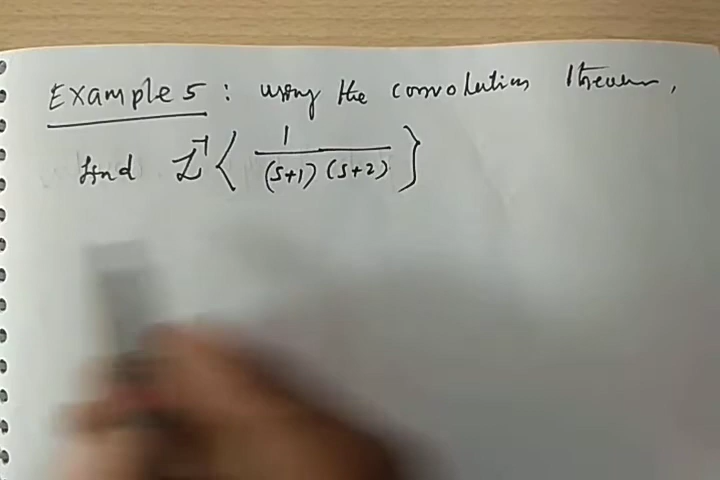 Example 5 : using the convolution theorem,
find L⁻¹ { 1 / (s+1) (s+2) }